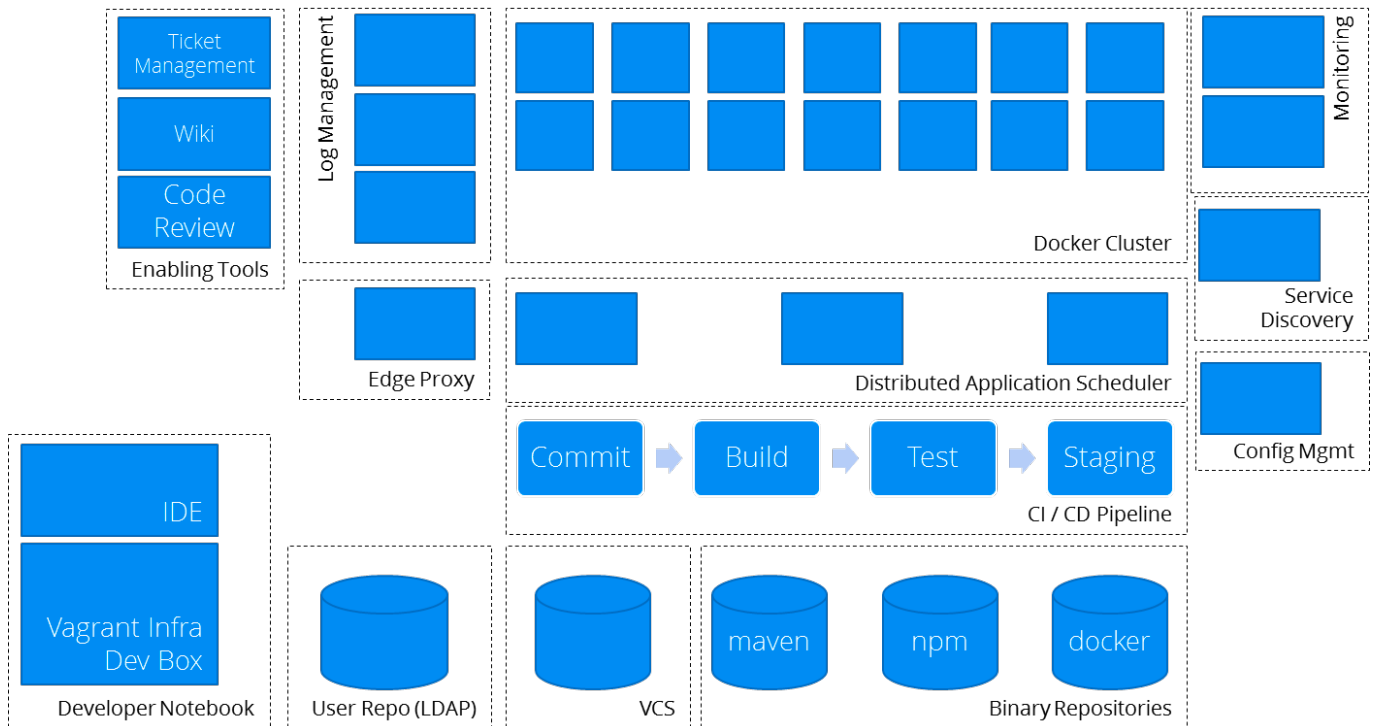 Ticket
Management
Wiki
Code
Review
Enabling Tools
Log Management
Docker Cluster
Monitoring
Service
Discovery
Edge Proxy
Distributed Application Scheduler
Config Mgmt
Commit
Build
Test
Staging
CI / CD Pipeline
IDE
Vagrant Infra
Dev Box
Developer Notebook
User Repo (LDAP)
VCS
maven
npm
docker
Binary Repositories